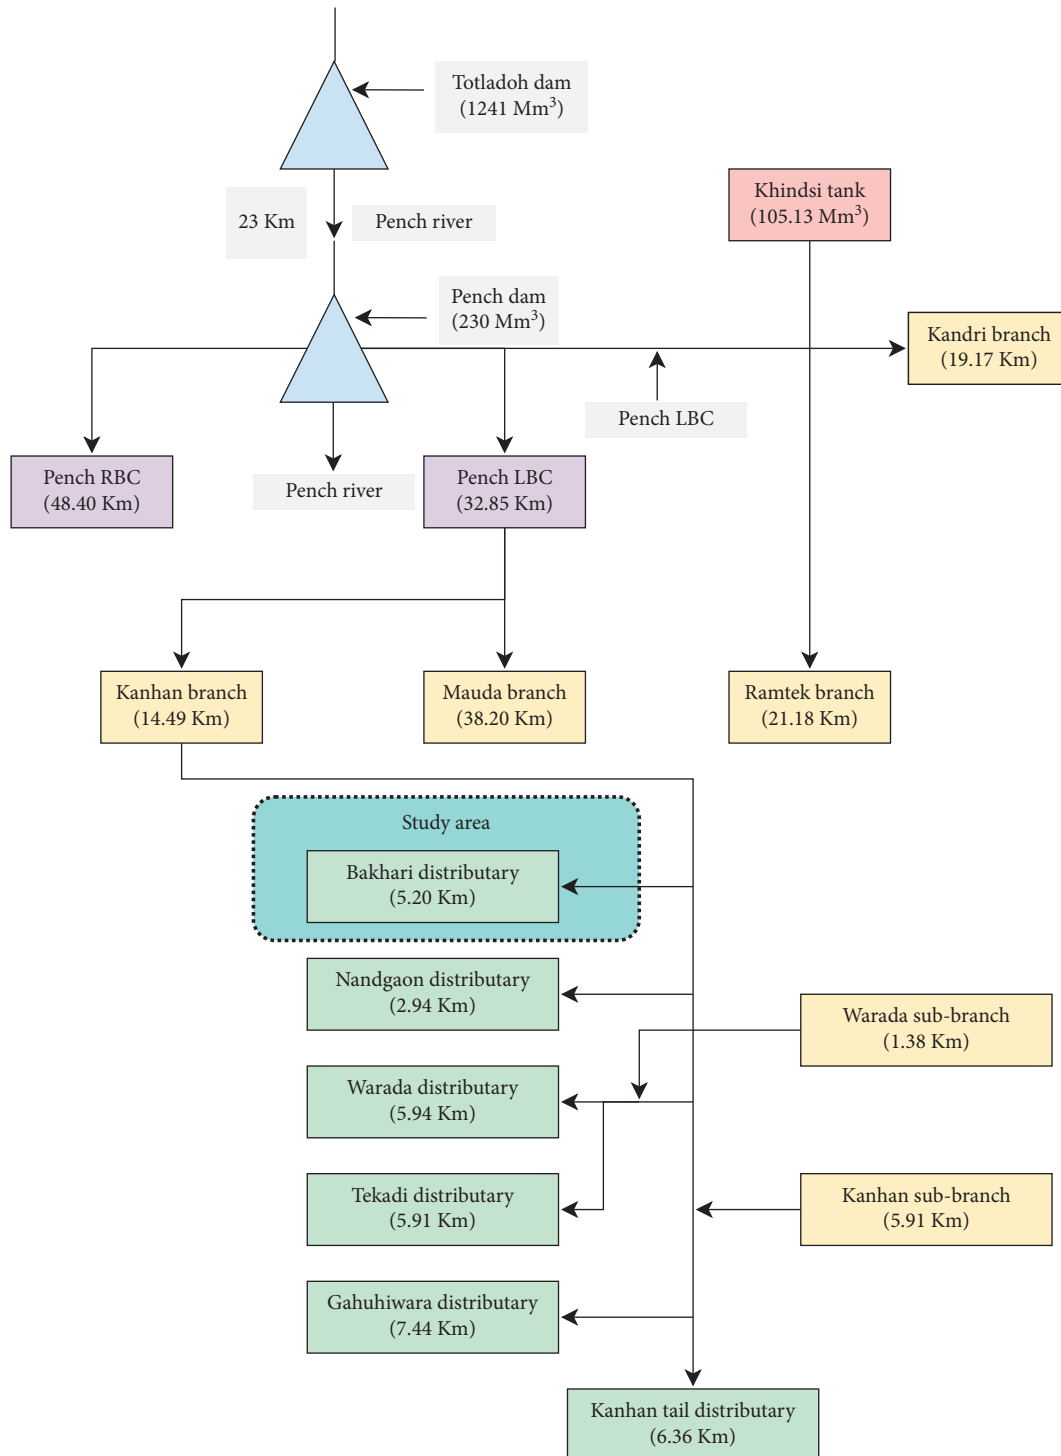 Totladoh dam
(1241 Mm³)
23 Km
Pench river
Khindsi tank
(105.13 Mm³)
Pench dam
(230 Mm³)
Kandri branch
(19.17 Km)
Pench LBC
Pench RBC
(48.40 Km)
Pench river
Pench LBC
(32.85 Km)
Kanhan branch
(14.49 Km)
Mauda branch
(38.20 Km)
Ramtek branch
(21.18 Km)
Study area
Bakhari distributary
(5.20 Km)
Nandgaon distributary
(2.94 Km)
Warada sub-branch
(1.38 Km)
Warada distributary
(5.94 Km)
Tekadi distributary
(5.91 Km)
Kanhan sub-branch
(5.91 Km)
Gahuhiwara distributary
(7.44 Km)
Kanhan tail distributary
(6.36 Km)